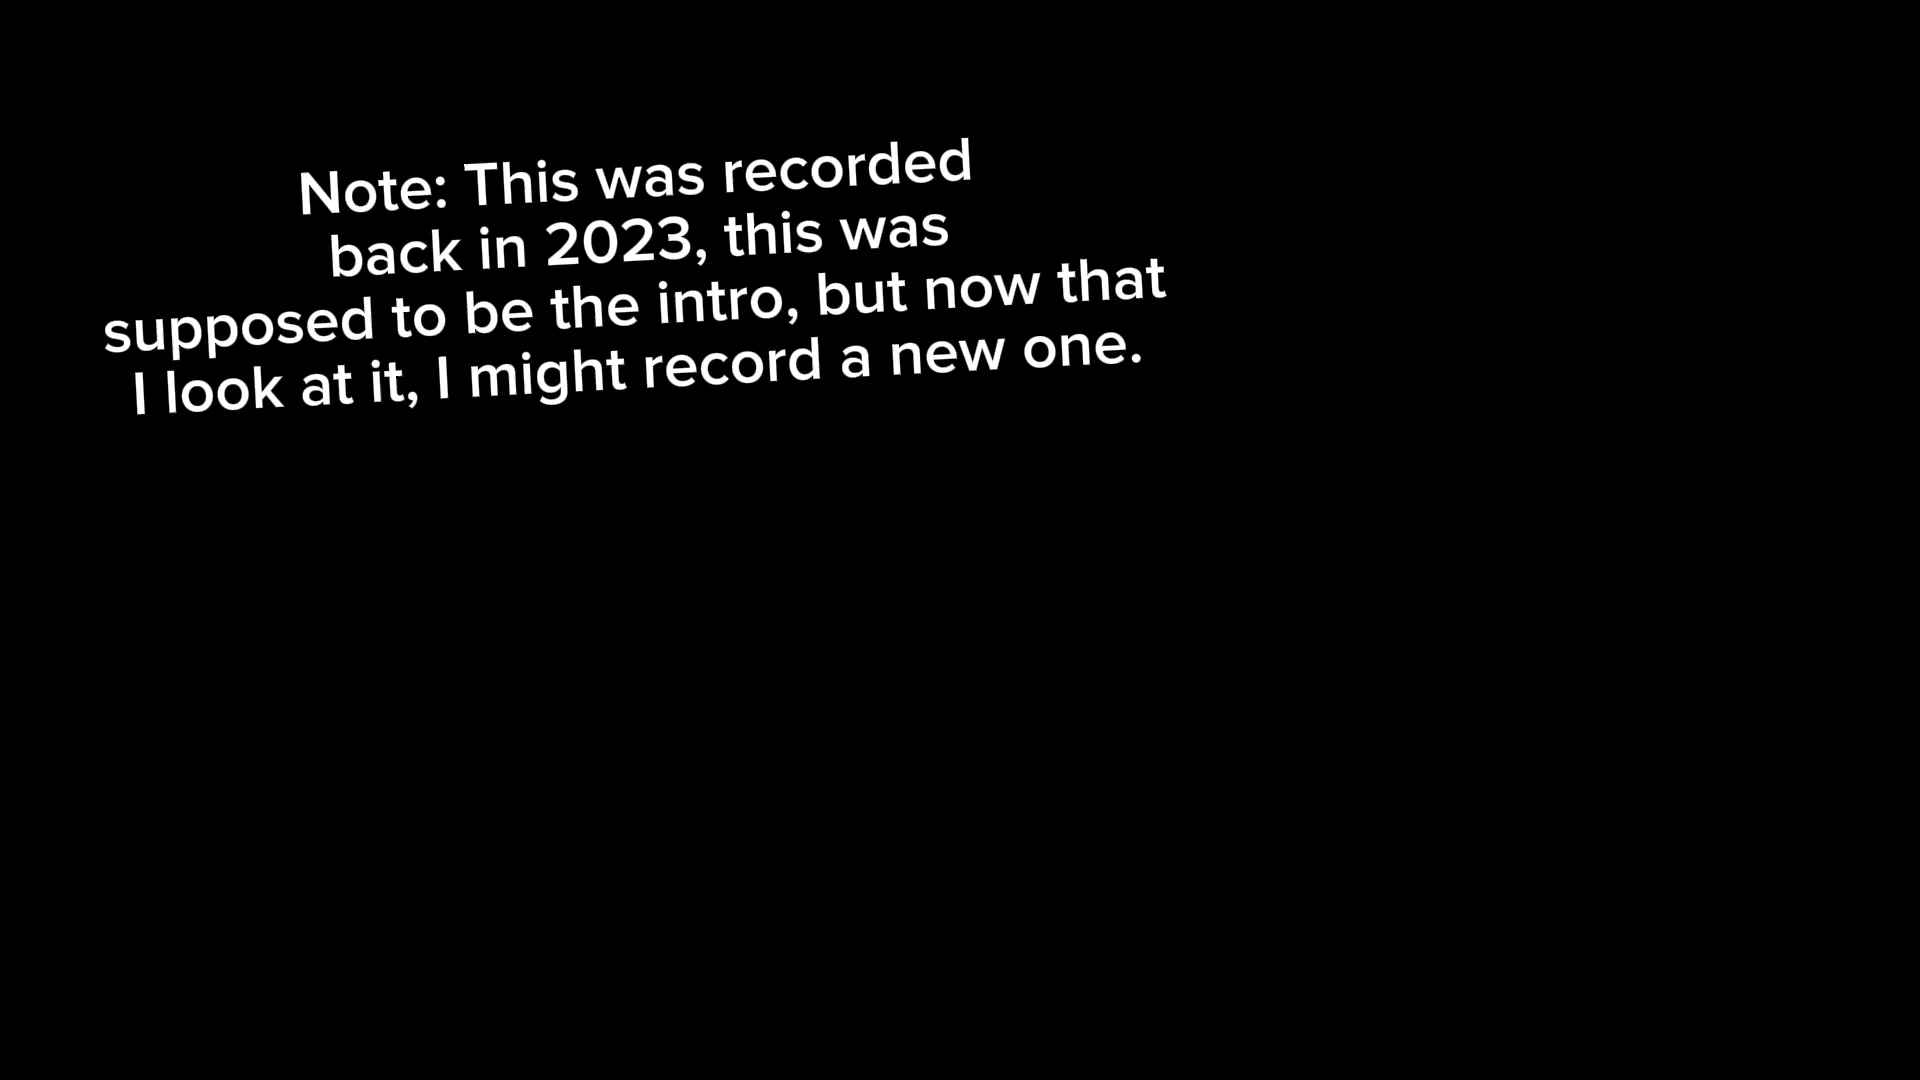 Note: This was recorded
back in 2023, this was
supposed to be the intro, but now that
I look at it, I might record a new one.